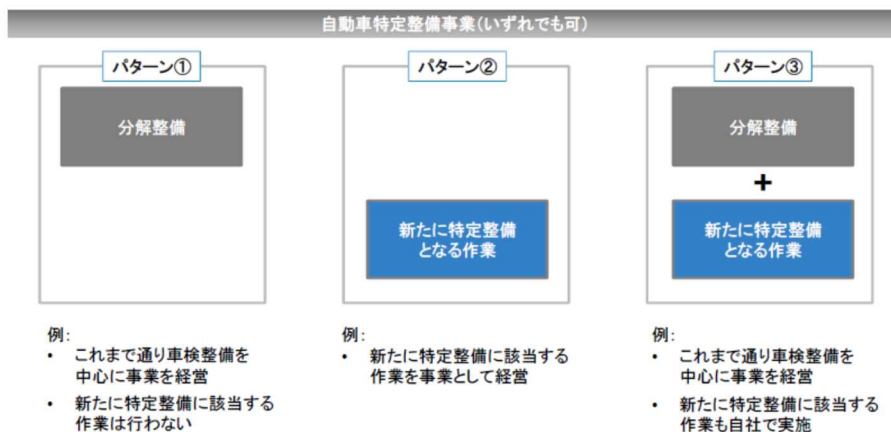 自動車特定整備事業(いずれでも可)
パターン①
分解整備
例:
• これまで通り車検整備を
中心に事業を経営
• 新たに特定整備に該当する
作業は行わない
パターン②
新たに特定整備
となる作業
例:
• 新たに特定整備に該当する
作業を事業として経営
パターン③
分解整備
+
新たに特定整備
となる作業
例:
• これまで通り車検整備を
中心に事業を経営
• 新たに特定整備に該当する
作業も自社で実施